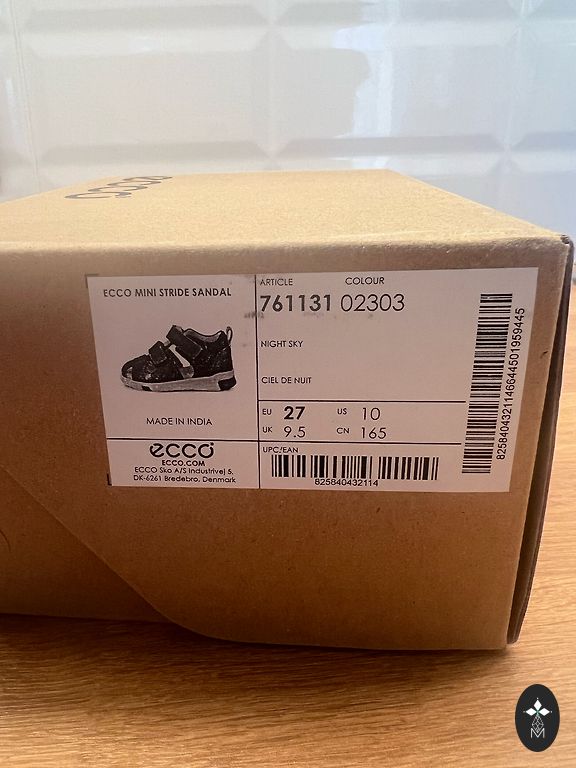 ecco
ECCO MINI STRIDE SANDAL
MADE IN INDIA
ecco
ECCO.COM
ECCO Sko A/S Industrivej 5,
DK-6261 Bredebro, Denmark
ARTICLE COLOUR
761131 02303
NIGHT SKY
CIEL DE NUIT
EU 27 US 10
UK 9.5 CN 165
UPC/EAN
825840432114
8258404321146644501959445
M